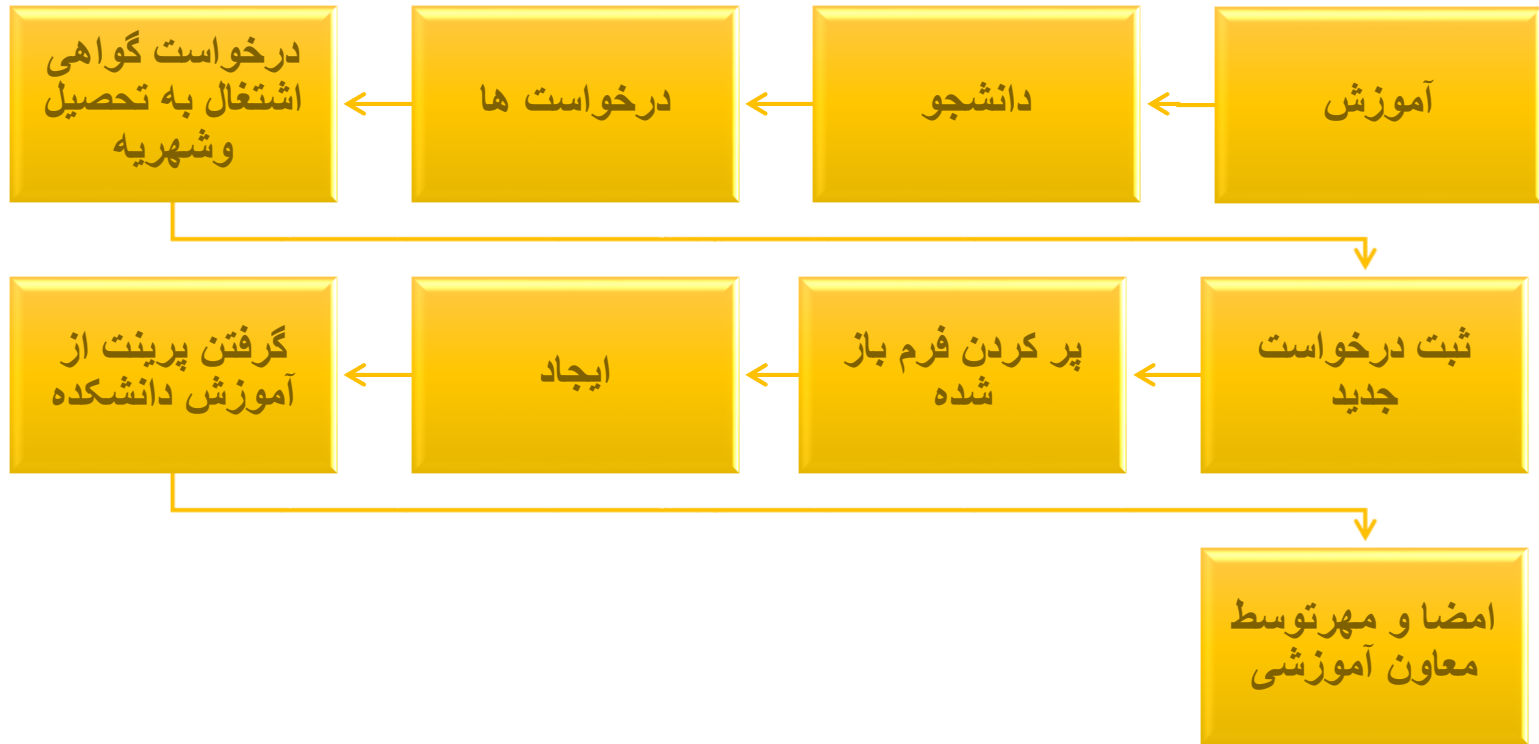 آموزش
دانشجو
درخواست ها
درخواست گواهی
اشتغال به تحصیل
وشهریه
ثبت درخواست
جدید
پر کردن فرم باز
شده
ایجاد
گرفتن پرینت از
آموزش دانشکده
امضا و مهرتوسط
معاون آموزشی